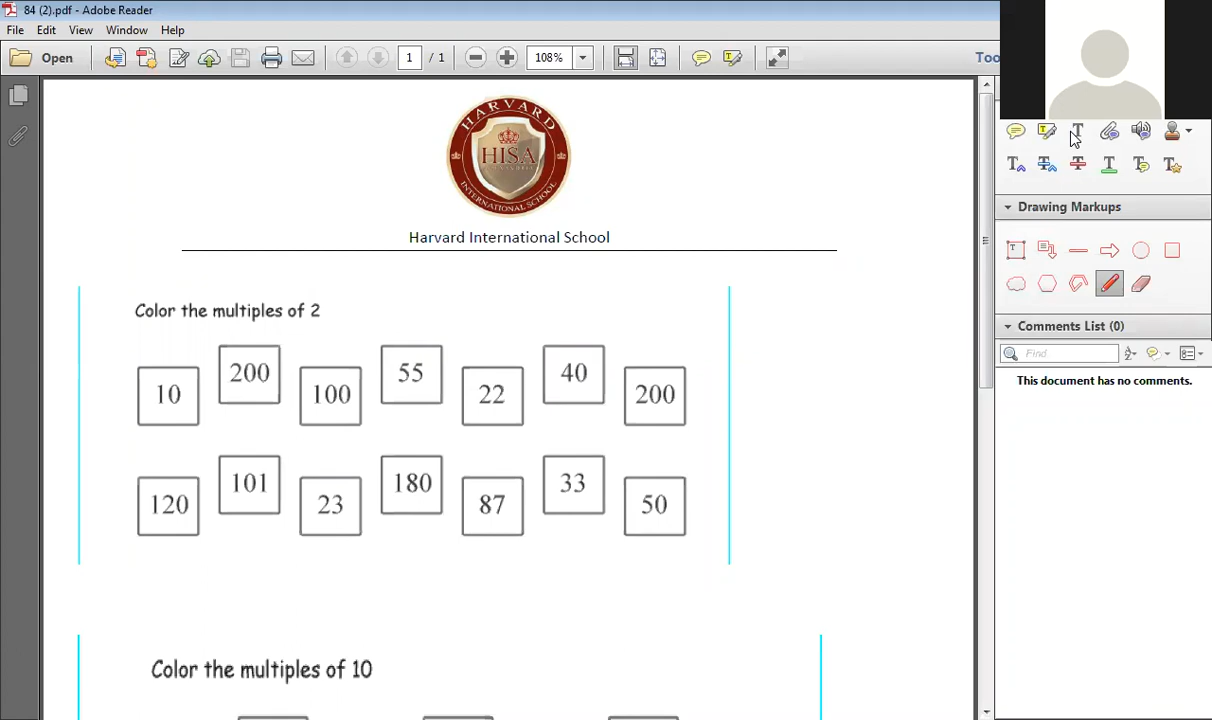 84 (2).pdf - Adobe Reader
File Edit View Window Help
Open 1 / 1 108% Too
HARVARD
HISA
INTERNATIONAL SCHOOL
Harvard International School
Color the multiples of 2
10 200 100 55 22 40 200
120 101 23 180 87 33 50
Color the multiples of 10
Drawing Markups
Comments List (0)
Find
This document has no comments.